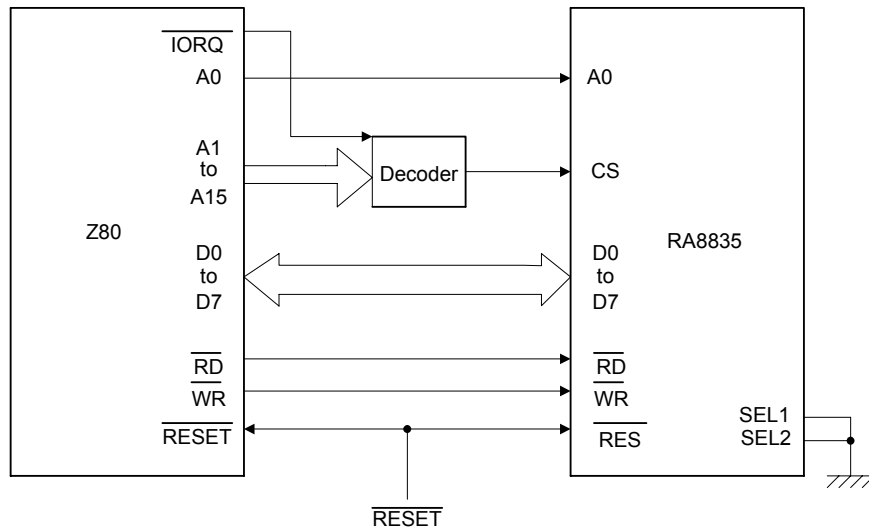 IORQ
A0
A1
to
A15
Z80
D0
to
D7
RD
WR
RESET
Decoder
A0
CS
RA8835
D0
to
D7
RD
WR
RES
SEL1
SEL2
RESET